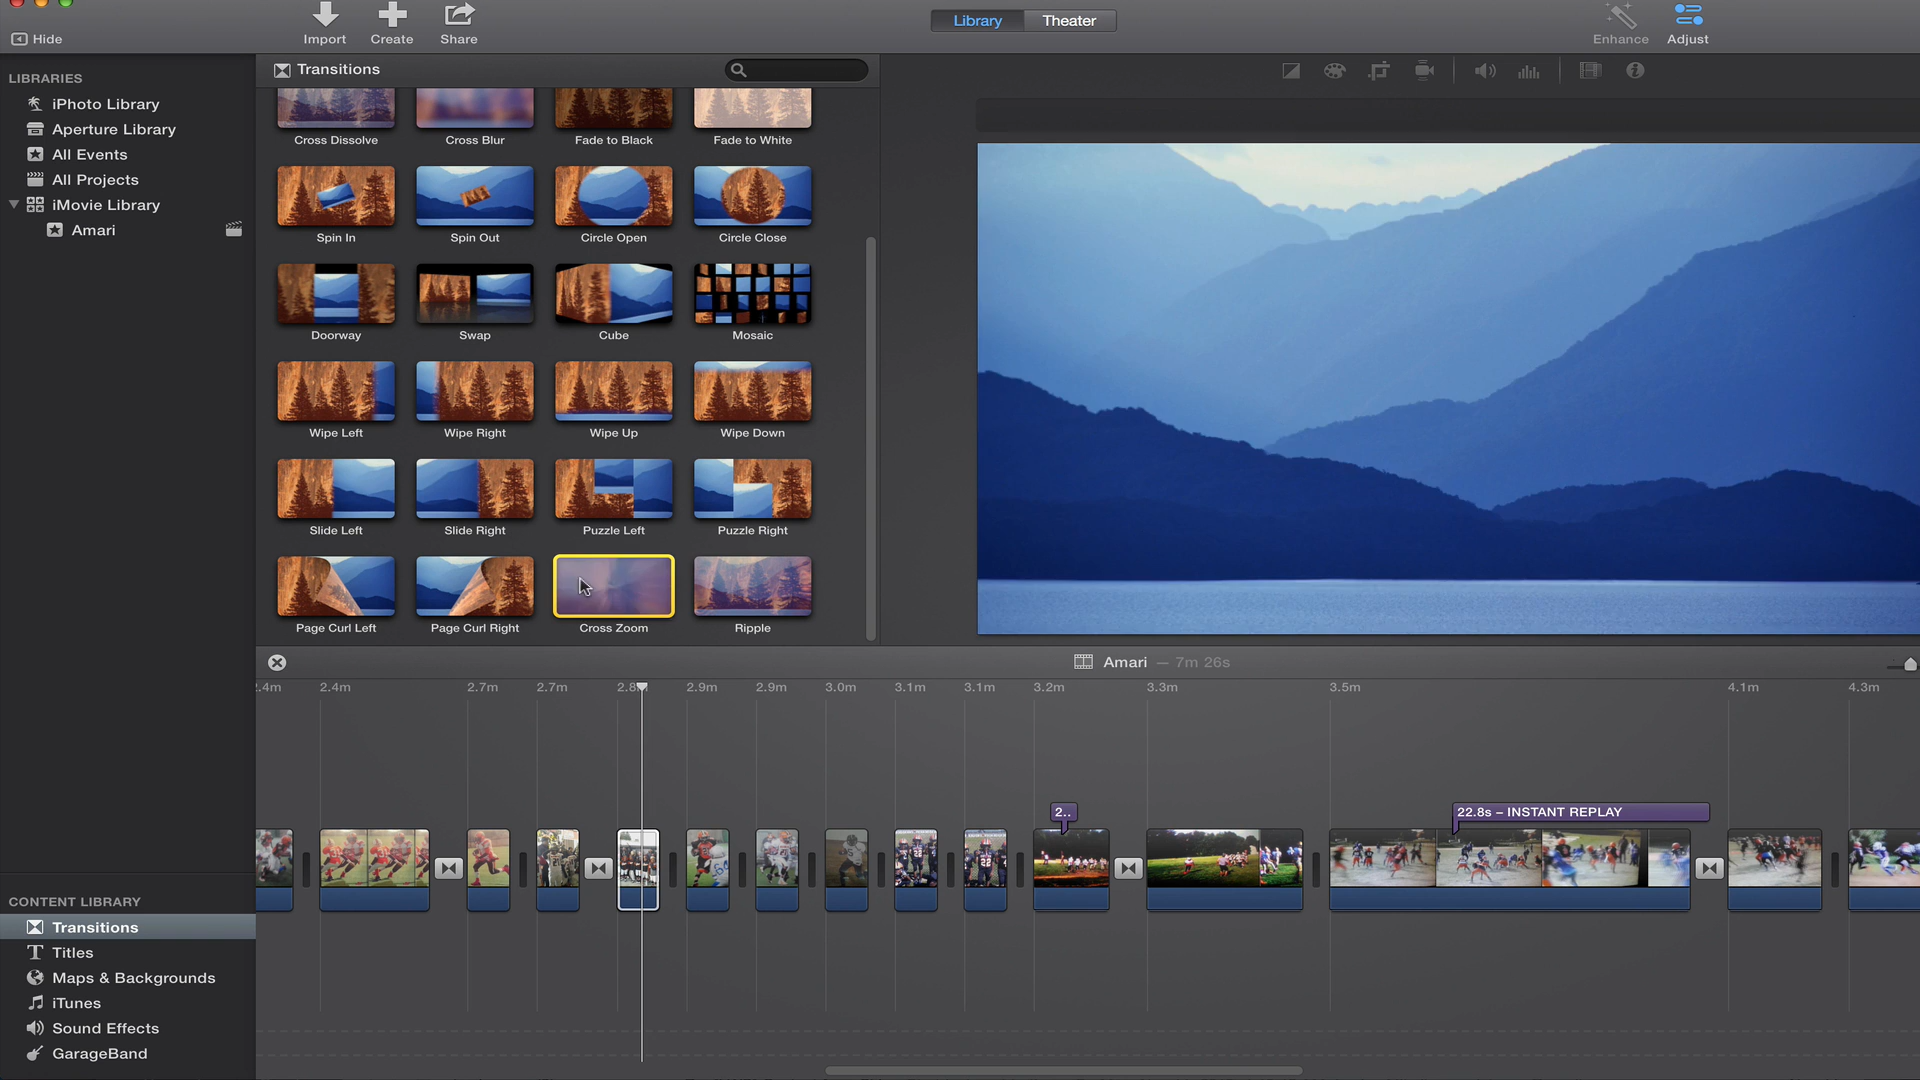 Hide
Import
Create
Share
Library
Theater
Enhance
Adjust
LIBRARIES
iPhoto Library
Aperture Library
All Events
All Projects
iMovie Library
Amari
Transitions
Cross Dissolve
Cross Blur
Fade to Black
Fade to White
Spin In
Spin Out
Circle Open
Circle Close
Doorway
Swap
Cube
Mosaic
Wipe Left
Wipe Right
Wipe Up
Wipe Down
Slide Left
Slide Right
Puzzle Left
Puzzle Right
Page Curl Left
Page Curl Right
Cross Zoom
Ripple
Amari — 7m 26s
2.4m
2.7m
2.7m
2.9m
2.9m
3.0m
3.1m
3.1m
3.2m
3.3m
3.5m
4.1m
4.3m
2..
22.8s – INSTANT REPLAY
CONTENT LIBRARY
Transitions
Titles
Maps & Backgrounds
iTunes
Sound Effects
GarageBand